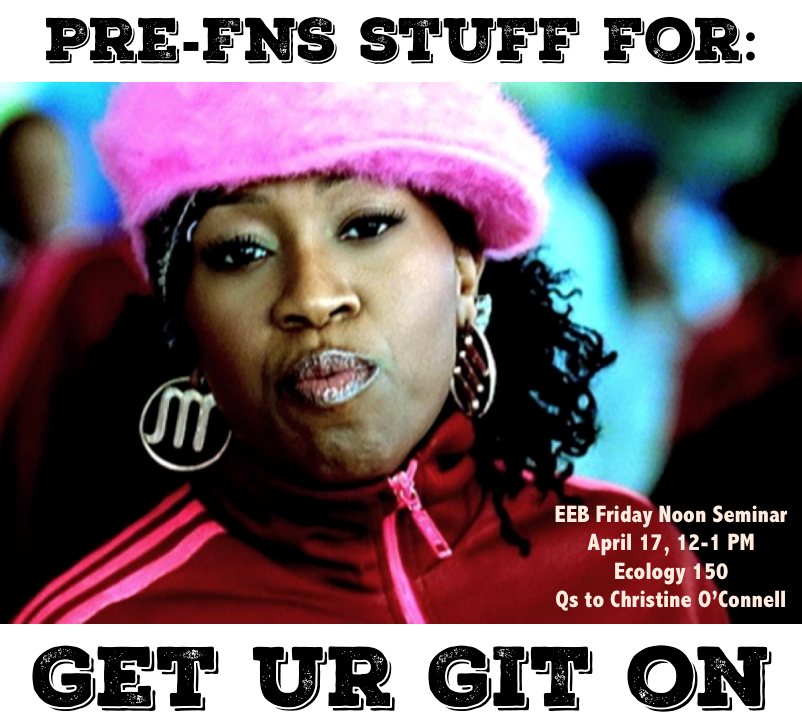 PRE-FNS STUFF FOR:
EEB Friday Noon Seminar
April 17, 12-1 PM
Ecology 150
Qs to Christine O'Connell
GET UR GIT ON